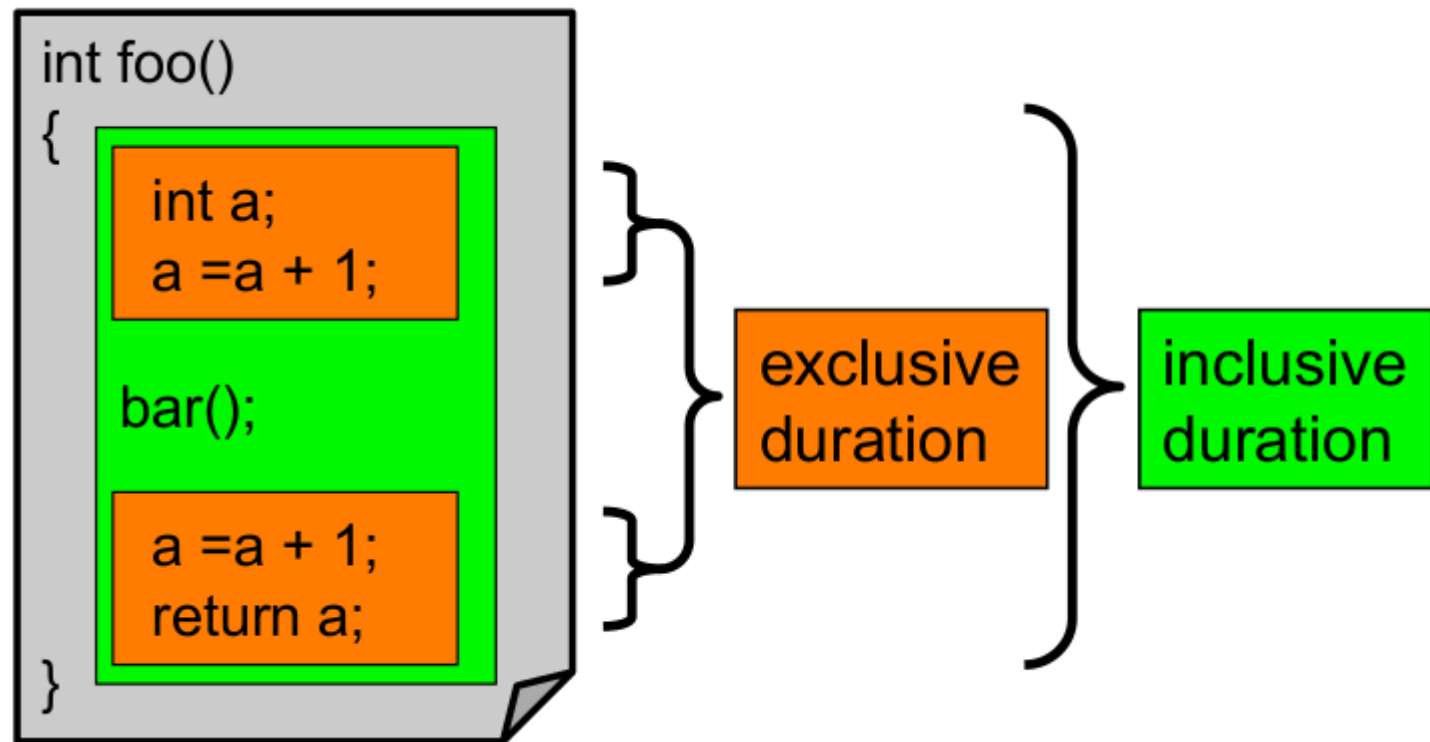 int foo()
{
int a;
a =a + 1;
bar();
a =a + 1;
return a;
}
exclusive
duration
inclusive
duration